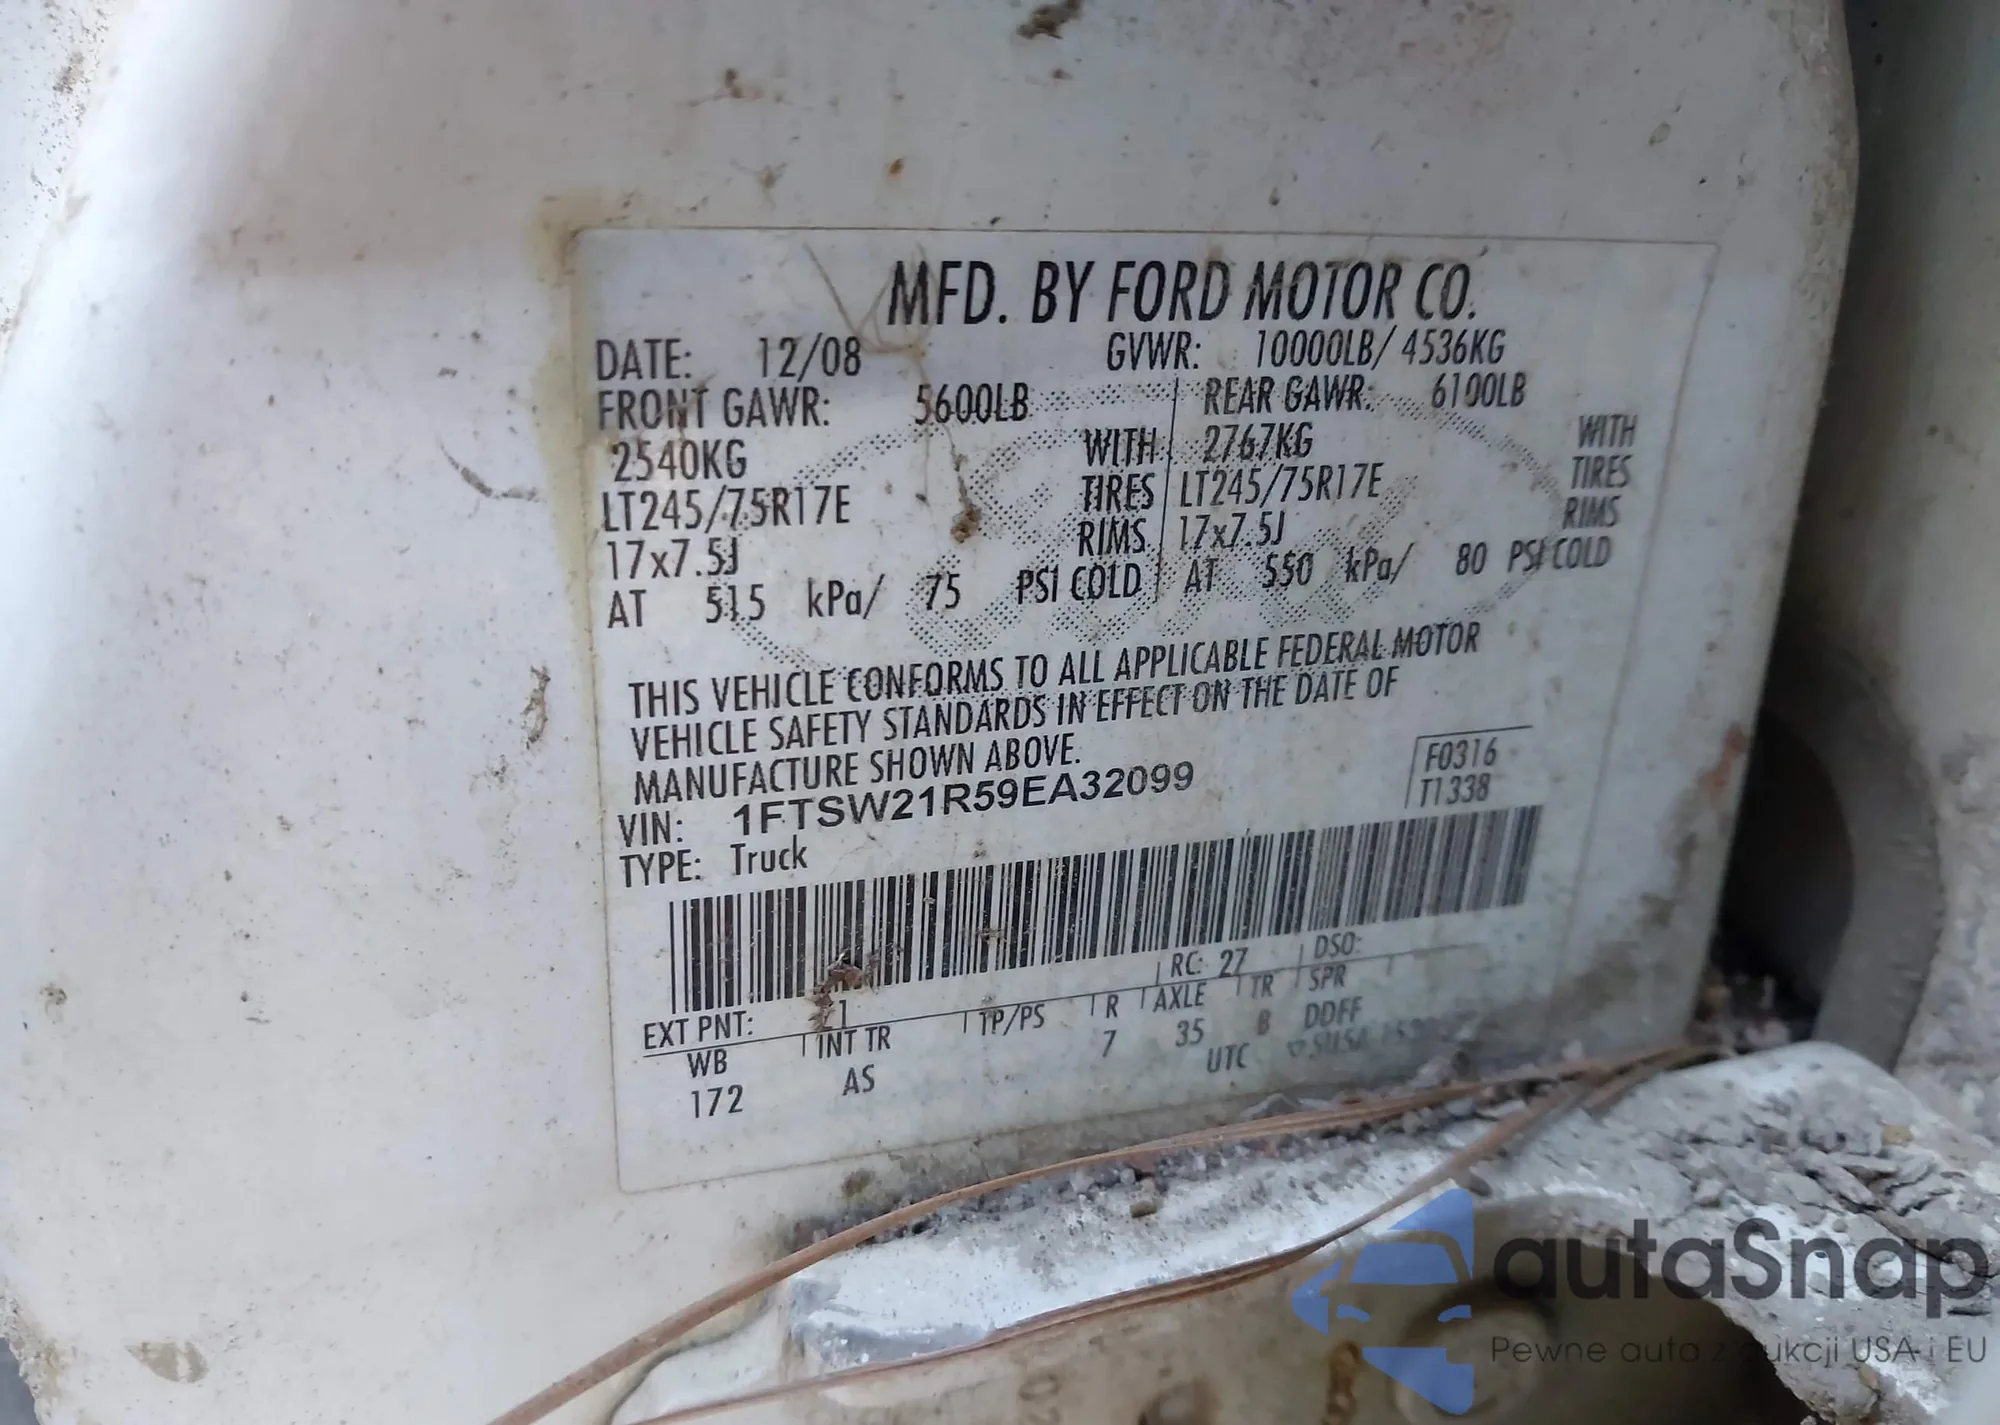 MFD. BY FORD MOTOR CO.
DATE: 12/08 GVWR: 10000LB/ 4536KG
FRONT GAWR: 5600LB REAR GAWR: 6100LB
2540KG WITH 2767KG WITH
LT245/75R17E TIRES LT245/75R17E TIRES
17x7.5J RIMS 17x7.5J RIMS
AT 515 kPa/ 75 PSI COLD AT 550 kPa/ 80 PSI COLD
THIS VEHICLE CONFORMS TO ALL APPLICABLE FEDERAL MOTOR
VEHICLE SAFETY STANDARDS IN EFFECT ON THE DATE OF
MANUFACTURE SHOWN ABOVE.
F0316
T1338
VIN: 1FTSW21R59EA32099
TYPE: Truck
EXT PNT: RC: 27 DSO:
WB INT TR TP/PS R AXLE TR SPR
172 AS 7 35 B DDFF
UTC
autaSnap
Pewne auta z aukcji USA i EU